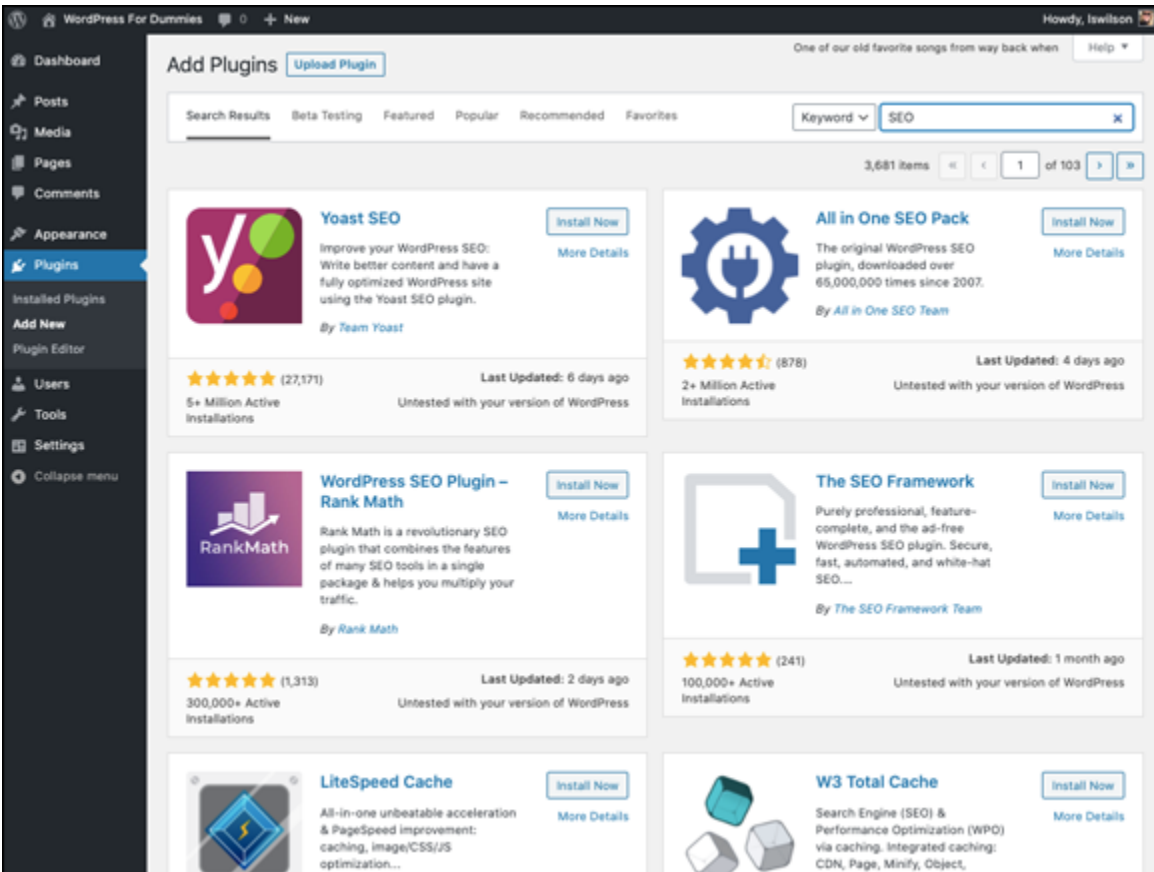 WordPress For Dummies 0 + New Howdy, lswilson
Dashboard
Posts
Media
Pages
Comments
Appearance
Plugins
Installed Plugins
Add New
Plugin Editor
Users
Tools
Settings
Collapse menu
One of our old favorite songs from way back when Help
Add Plugins Upload Plugin
Search Results Beta Testing Featured Popular Recommended Favorites Keyword SEO
3,681 items « ‹ 1 of 103 › »
Yoast SEO
Install Now
More Details
Improve your WordPress SEO:
Write better content and have a
fully optimized WordPress site
using the Yoast SEO plugin.
By Team Yoast
(27,171)
5+ Million Active
Installations
Last Updated: 6 days ago
Untested with your version of WordPress
All in One SEO Pack
Install Now
More Details
The original WordPress SEO
plugin, downloaded over
65,000,000 times since 2007.
By All in One SEO Team
(878)
2+ Million Active
Installations
Last Updated: 4 days ago
Untested with your version of WordPress
RankMath
WordPress SEO Plugin –
Rank Math
Install Now
More Details
Rank Math is a revolutionary SEO
plugin that combines the features
of many SEO tools in a single
package & helps you multiply your
traffic.
By Rank Math
(1,313)
300,000+ Active
Installations
Last Updated: 2 days ago
Untested with your version of WordPress
The SEO Framework
Install Now
More Details
Purely professional, feature-
complete, and the ad-free
WordPress SEO plugin. Secure,
fast, automated, and white-hat
SEO....
By The SEO Framework Team
(241)
100,000+ Active
Installations
Last Updated: 1 month ago
Untested with your version of WordPress
LiteSpeed Cache
Install Now
More Details
All-in-one unbeatable acceleration
& PageSpeed improvement:
caching, image/CSS/JS
optimization...
W3 Total Cache
Install Now
More Details
Search Engine (SEO) &
Performance Optimization (WPO)
via caching. Integrated caching:
CDN, Page, Minify, Object,